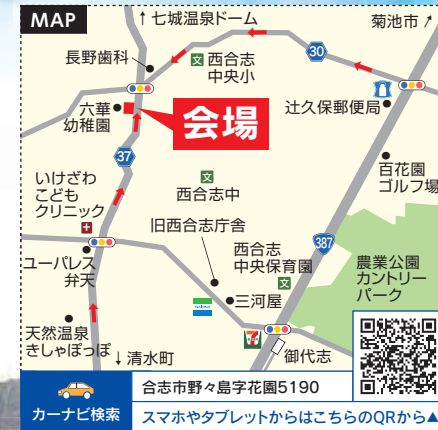 MAP
↑七城温泉ドーム
菊池市↗
長野歯科
文 西合志
中央小
30
六華
幼稚園
会場
辻久保郵便局
37
文
西合志中
百花園
ゴルフ場
いけざわ
こども
クリニック
旧西合志庁舎
387
西合志
中央保育園
文
農業公園
カントリー
パーク
ユーパレス
弁天
FamilyMart
三河屋
天然温泉
きしゃぽっぽ
↓清水町
御代志
カーナビ検索
合志市野々島字花園5190
スマホやタブレットからはこちらのQRから▲